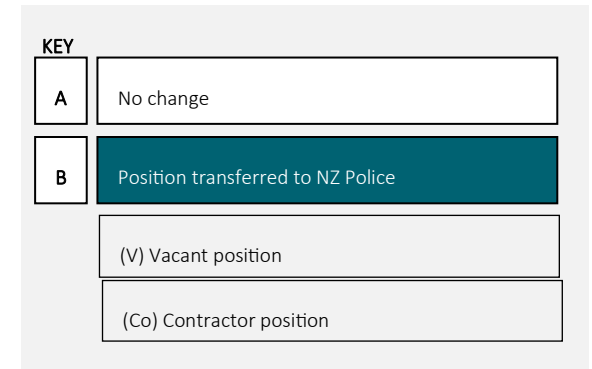 KEY
A No change
B Position transferred to NZ Police
(V) Vacant position
(Co) Contractor position